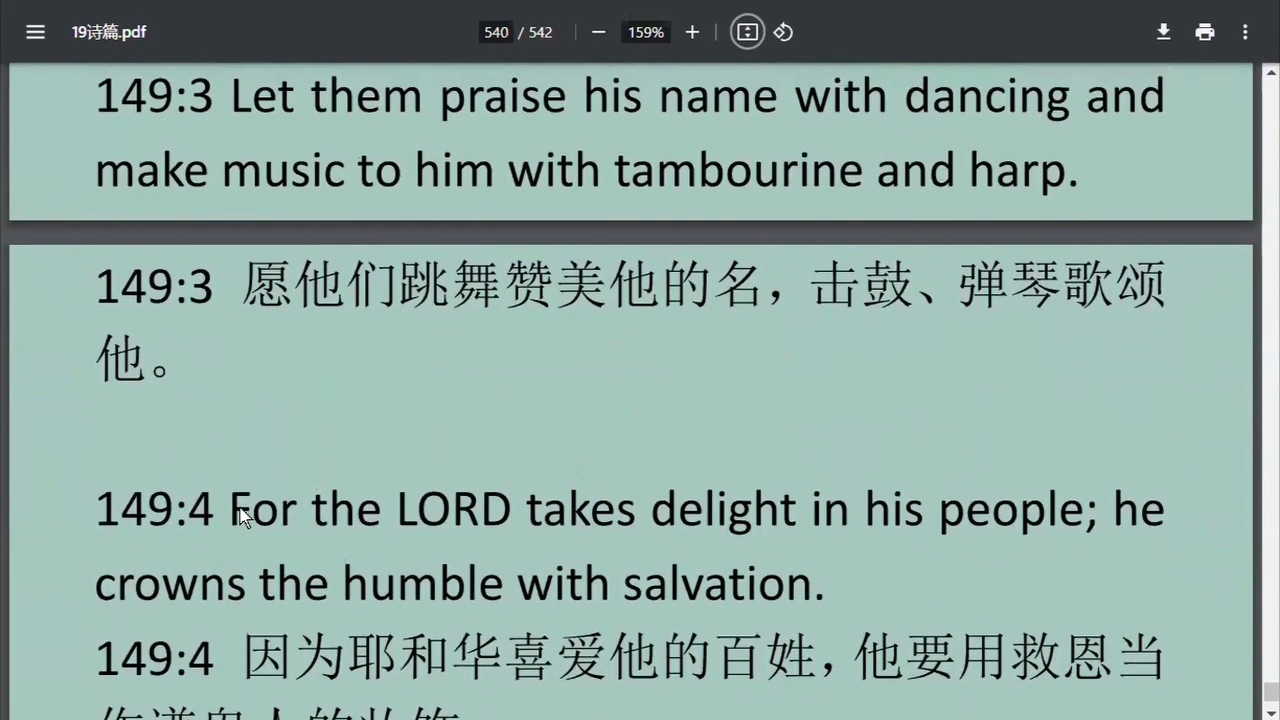 19诗篇.pdf
540 / 542
159%
149:3 Let them praise his name with dancing and
make music to him with tambourine and harp.
149:3 愿他们跳舞赞美他的名，击鼓、弹琴歌颂
他。
149:4 For the LORD takes delight in his people; he
crowns the humble with salvation.
149:4 因为耶和华喜爱他的百姓，他要用救恩当